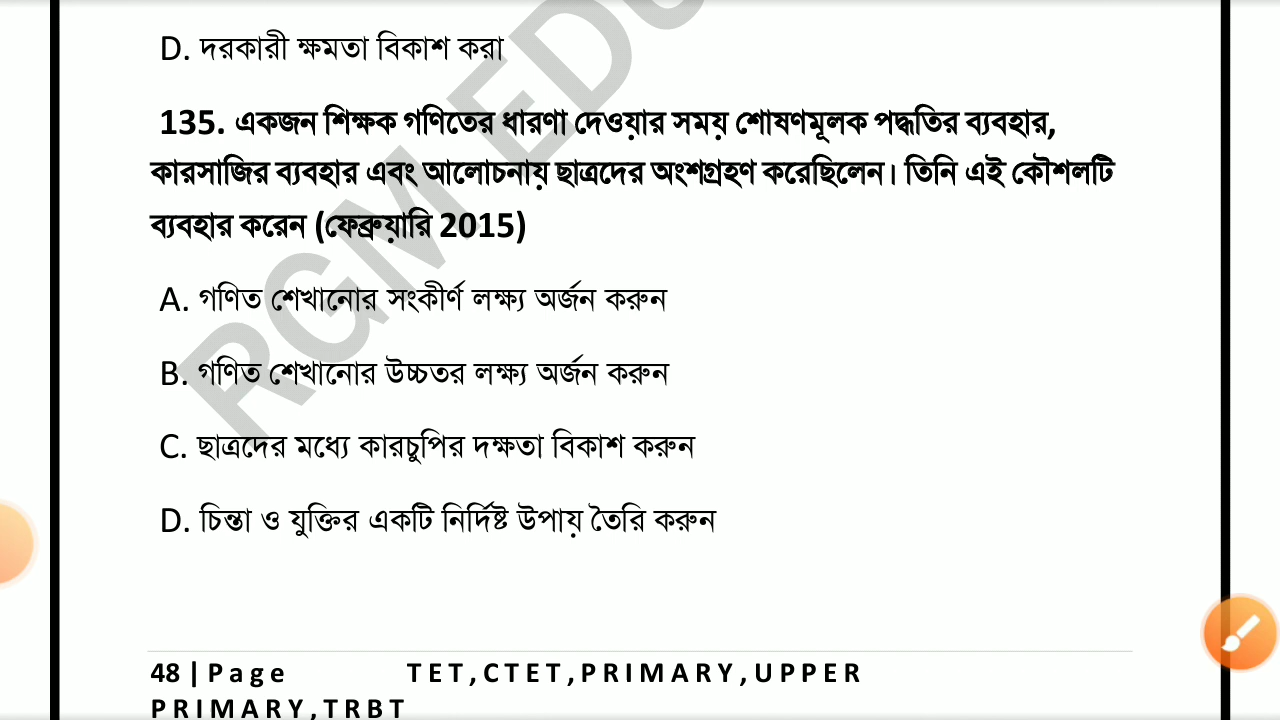 D. দরকারী ক্ষমতা বিকাশ করা
135. একজন শিক্ষক গণিতের ধারণা দেওয়ার সময় শোষণমূলক পদ্ধতির ব্যবহার,
কারসাজির ব্যবহার এবং আলোচনায় ছাত্রদের অংশগ্রহণ করেছিলেন। তিনি এই কৌশলটি
ব্যবহার করেন (ফেব্রুয়ারি 2015)
A. গণিত শেখানোর সংকীর্ণ লক্ষ্য অর্জন করুন
B. গণিত শেখানোর উচ্চতর লক্ষ্য অর্জন করুন
C. ছাত্রদের মধ্যে কারচুপির দক্ষতা বিকাশ করুন
D. চিন্তা ও যুক্তির একটি নির্দিষ্ট উপায় তৈরি করুন
RGM EDU
48 | Page TET,CTET,PRIMARY,UPPER
PRIMARY,TRBT